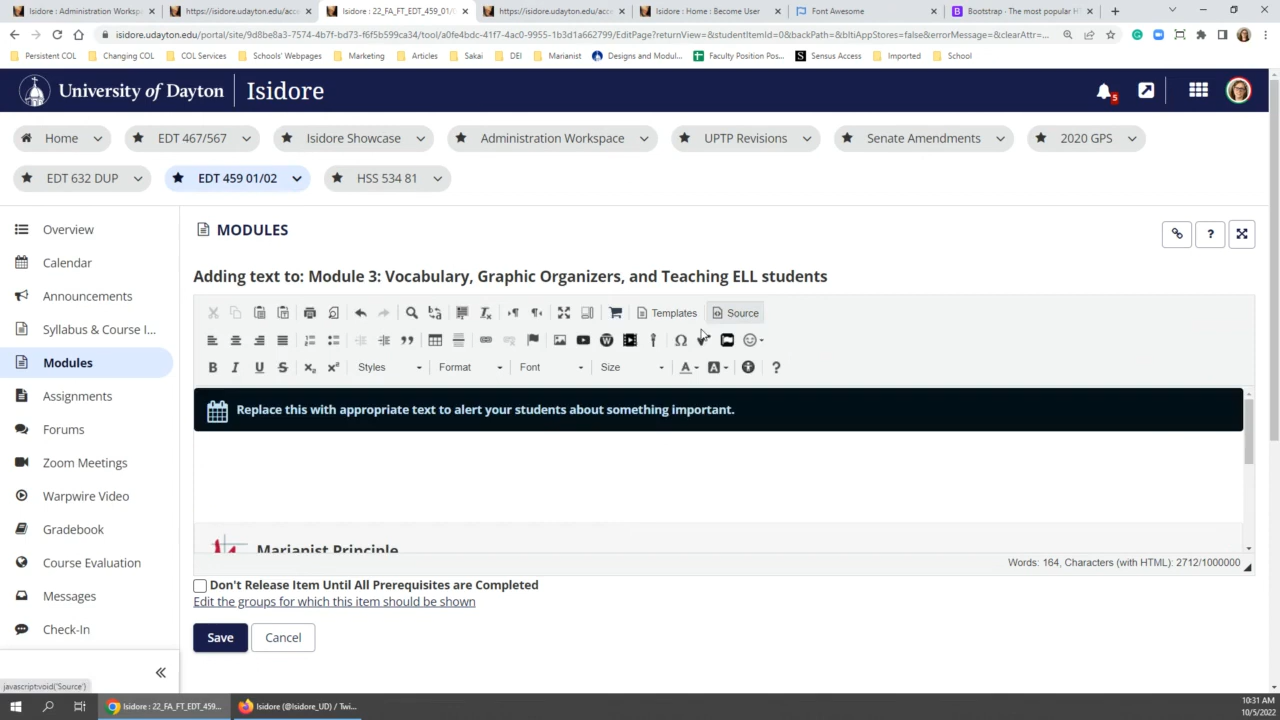 Isidore : Administration Worksp
https://isidore.udayton.edu/acce
Isidore : 22_FA_FT_EDT_459_01/0
https://isidore.udayton.edu/acce
Isidore : Home : Become User
Font Awesome
Bootstrap · The most popular H
isidore.udayton.edu/portal/site/9d8be8a3-7574-4b7f-bd73-f6f5b599ca3a/tool/a0fe4bdc-41f7-4ac0-9955-1b3d1a662799/EditPage?returnView=&studentItemId=0&backPath=&bltiAppStores=false&errorMessage=&clearAttr=...
Persistent COL
Changing COL
COL Services
Schools' Webpages
Marketing
Articles
Sakai
DEI
Marianist
Designs and Modul...
Faculty Position Pos...
Sensus Access
Imported
School
University of Dayton
Isidore
5
Home
EDT 467/567
Isidore Showcase
Administration Workspace
UPTP Revisions
Senate Amendments
2020 GPS
EDT 632 DUP
EDT 459 01/02
HSS 534 81
Overview
Calendar
Announcements
Syllabus & Course I...
Modules
Assignments
Forums
Zoom Meetings
Warpwire Video
Gradebook
Course Evaluation
Messages
Check-In
MODULES
?
Adding text to: Module 3: Vocabulary, Graphic Organizers, and Teaching ELL students
Templates
Source
B I U S
Styles
Format
Font
Size
A A ?
Replace this with appropriate text to alert your students about something important.
Marianist Principle
Words: 164, Characters (with HTML): 2712/1000000
Don't Release Item Until All Prerequisites are Completed
Edit the groups for which this item should be shown
Save
Cancel
javascript:void('Source')
Isidore : 22_FA_FT_EDT_459...
Isidore (@Isidore_UD) / Twi...
10:31 AM
10/5/2022